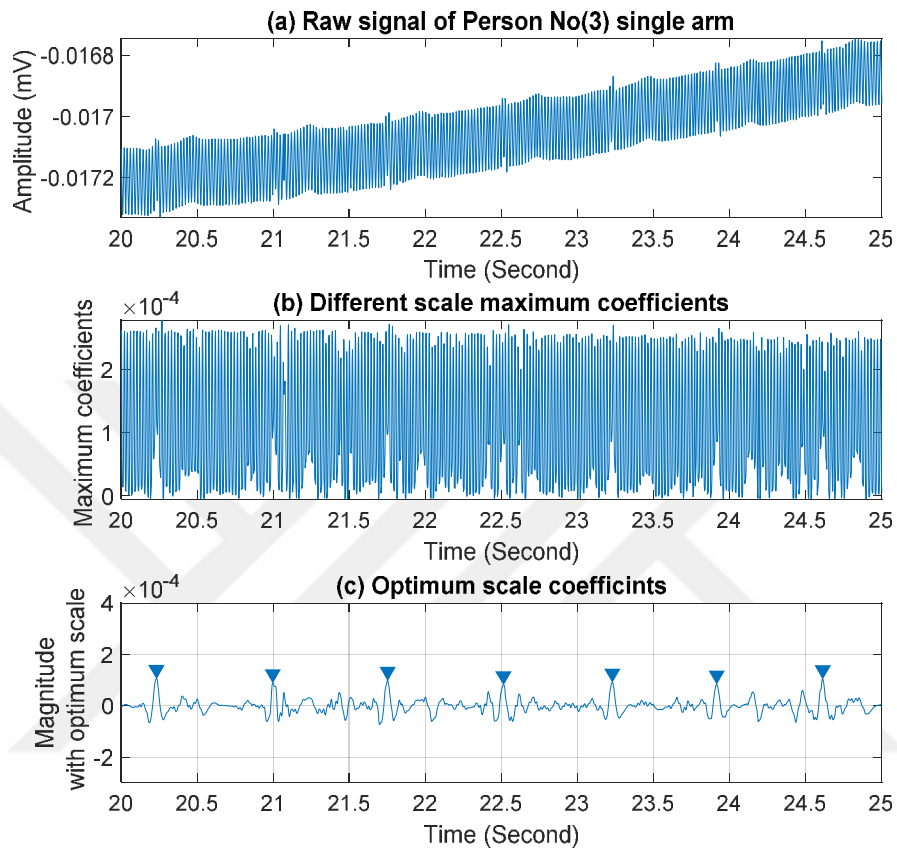 (a) Raw signal of Person No(3) single arm
Amplitude (mV)
-0.0168
-0.017
-0.0172
20 20.5 21 21.5 22 22.5 23 23.5 24 24.5 25
Time (Second)
(b) Different scale maximum coefficients
×10-4
Maximum coefficients
2
1
0
20 20.5 21 21.5 22 22.5 23 23.5 24 24.5 25
Time (Second)
(c) Optimum scale coefficints
×10-4
Magnitude
with optimum scale
4
2
0
-2
20 20.5 21 21.5 22 22.5 23 23.5 24 24.5 25
Time (Second)